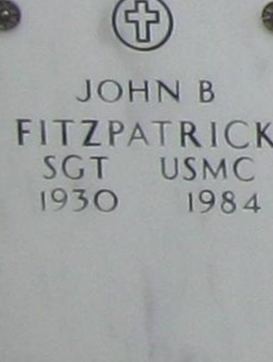 JOHN B
FITZPATRICK
SGT USMC
1930 1984